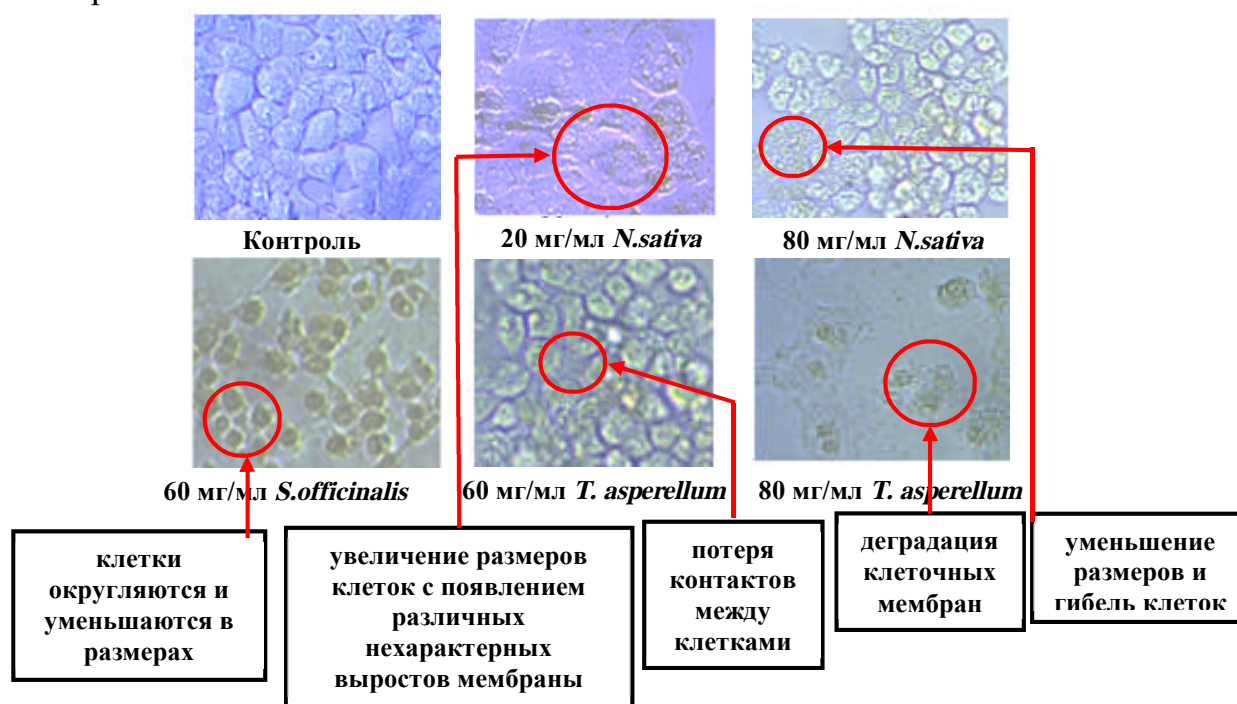 Контроль
20 мг/мл N.sativa
80 мг/мл N.sativa
60 мг/мл S.officinalis
60 мг/мл T. asperellum
80 мг/мл T. asperellum
клетки
округляются и
уменьшаются в
размерах
увеличение размеров
клеток с появлением
различных
нехарактерных
выростов мембраны
потеря
контактов
между
клетками
деградация
клеточных
мембран
уменьшение
размеров и
гибель клеток